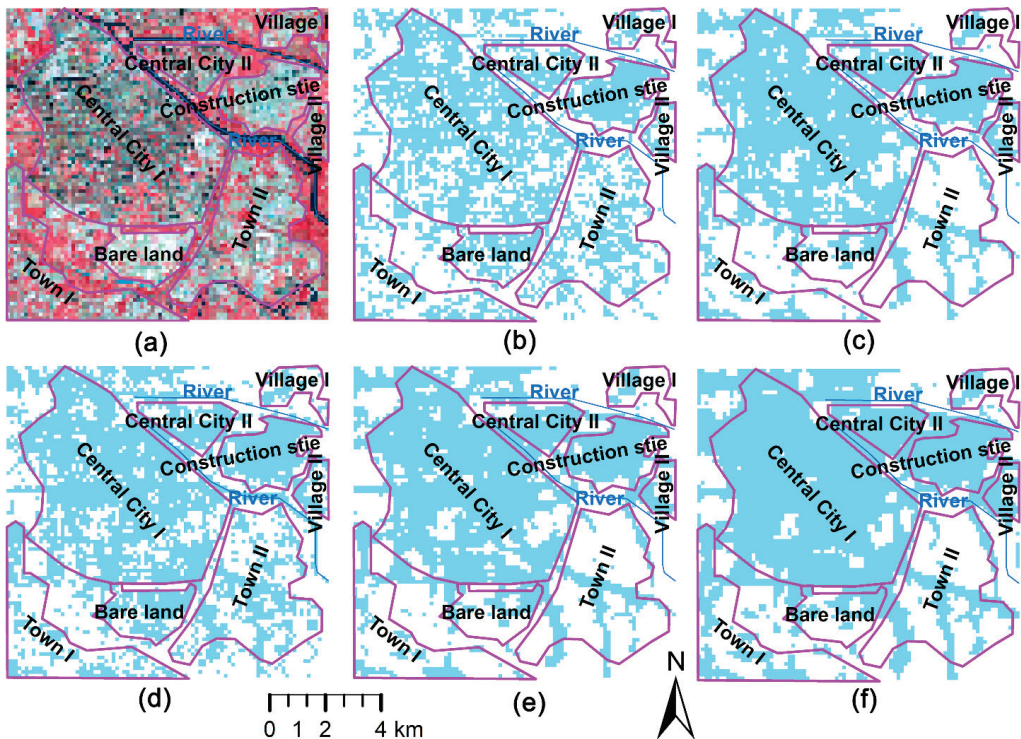 Village I
River
Central City II
Construction stie
Central City I
River
Village II
Town II
Bare land
Town I
(a)
Village I
River
Central City II
Construction stie
Central City I
River
Village II
Town II
Bare land
Town I
(b)
Village I
River
Central City II
Construction stie
Central City I
River
Village II
Town II
Bare land
Town I
(c)
Village I
River
Central City II
Construction stie
Central City I
River
Village II
Town II
Bare land
Town I
(d)
Village I
River
Central City II
Construction stie
Central City I
River
Village II
Town II
Bare land
Town I
(e)
Village I
River
Central City II
Construction stie
Central City I
River
Village II
Town II
Bare land
Town I
(f)
0 1 2 4 km
N